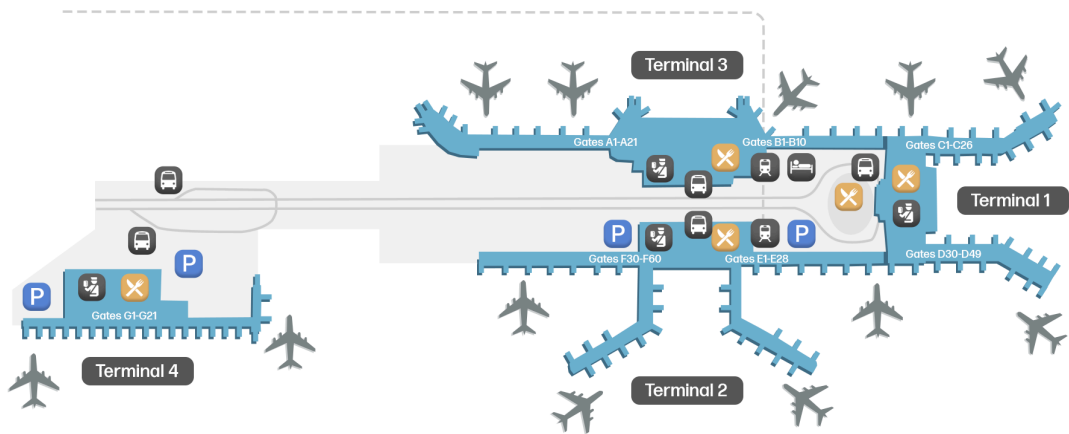 Terminal 3
Gates A1-A21
Gates B1-B10
Gates C1-C26
Terminal 1
P
P
Gates F30-F60
Gates E1-E28
Gates D30-D49
P
P
Gates G1-G21
Terminal 4
Terminal 2